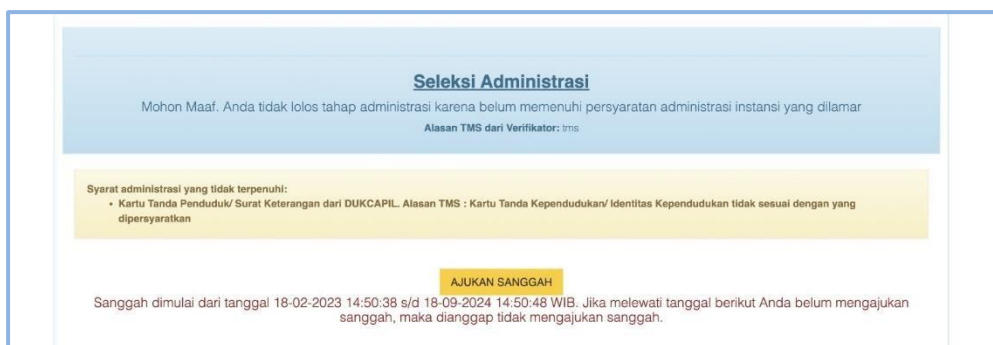 Seleksi Administrasi
Mohon Maaf. Anda tidak lolos tahap administrasi karena belum memenuhi persyaratan administrasi instansi yang dilamar
Alasan TMS dari Verifikator: tms
Syarat administrasi yang tidak terpenuhi:
• Kartu Tanda Penduduk/ Surat Keterangan dari DUKCAPIL. Alasan TMS : Kartu Tanda Kependudukan/ Identitas Kependudukan tidak sesuai dengan yang
dipersyaratkan
AJUKAN SANGGAH
Sanggah dimulai dari tanggal 18-02-2023 14:50:38 s/d 18-09-2024 14:50:48 WIB. Jika melewati tanggal berikut Anda belum mengajukan
sanggah, maka dianggap tidak mengajukan sanggah.